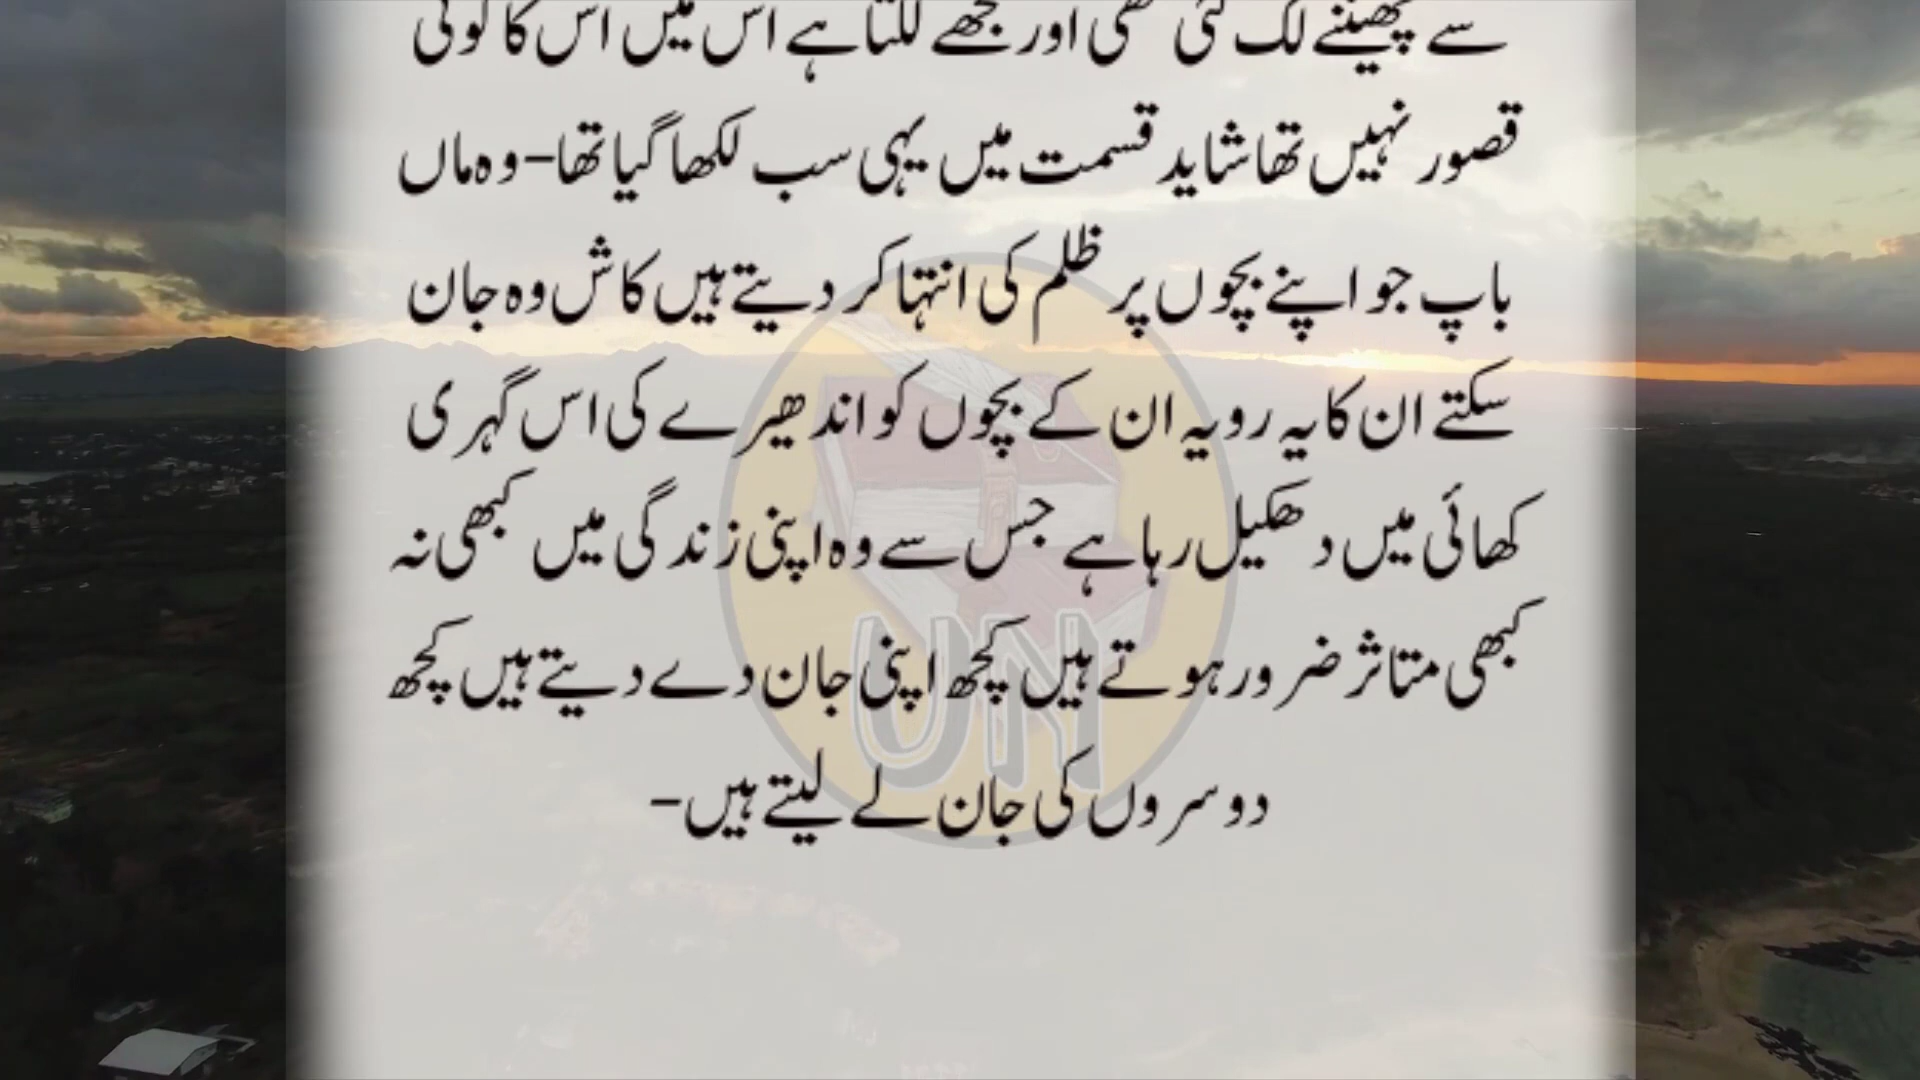 سے چھیننے لگ گئی تھی اور مجھے لگتا ہے اس میں اس کا کوئی
قصور نہیں تھا شاید قسمت میں یہی سب لکھا گیا تھا- وہ ماں
باپ جو اپنے بچوں پر ظلم کی انتہا کر دیتے ہیں کاش وہ جان
سکتے ان کا یہ رویہ ان کے بچوں کو اندھیرے کی اس گہری
کھائی میں دھکیل رہا ہے جس سے وہ اپنی زندگی میں کبھی نہ
کبھی متاثر ضرور ہوتے ہیں کچھ اپنی جان دے دیتے ہیں کچھ
دوسروں کی جان لے لیتے ہیں-
UN